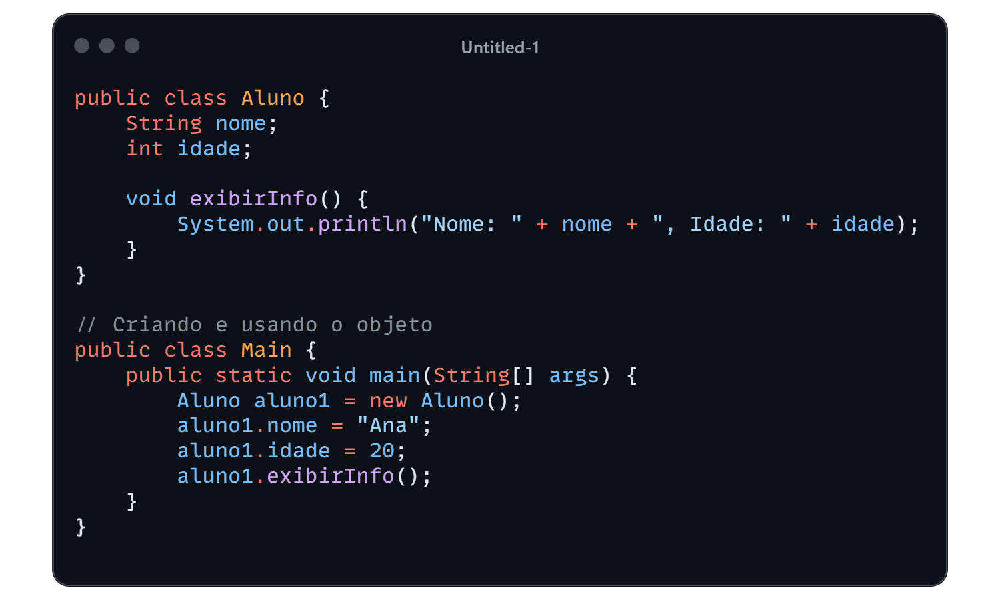 Untitled-1
public class Aluno {
    String nome;
    int idade;

    void exibirInfo() {
        System.out.println("Nome: " + nome + ", Idade: " + idade);
    }
}

// Criando e usando o objeto
public class Main {
    public static void main(String[] args) {
        Aluno aluno1 = new Aluno();
        aluno1.nome = "Ana";
        aluno1.idade = 20;
        aluno1.exibirInfo();
    }
}